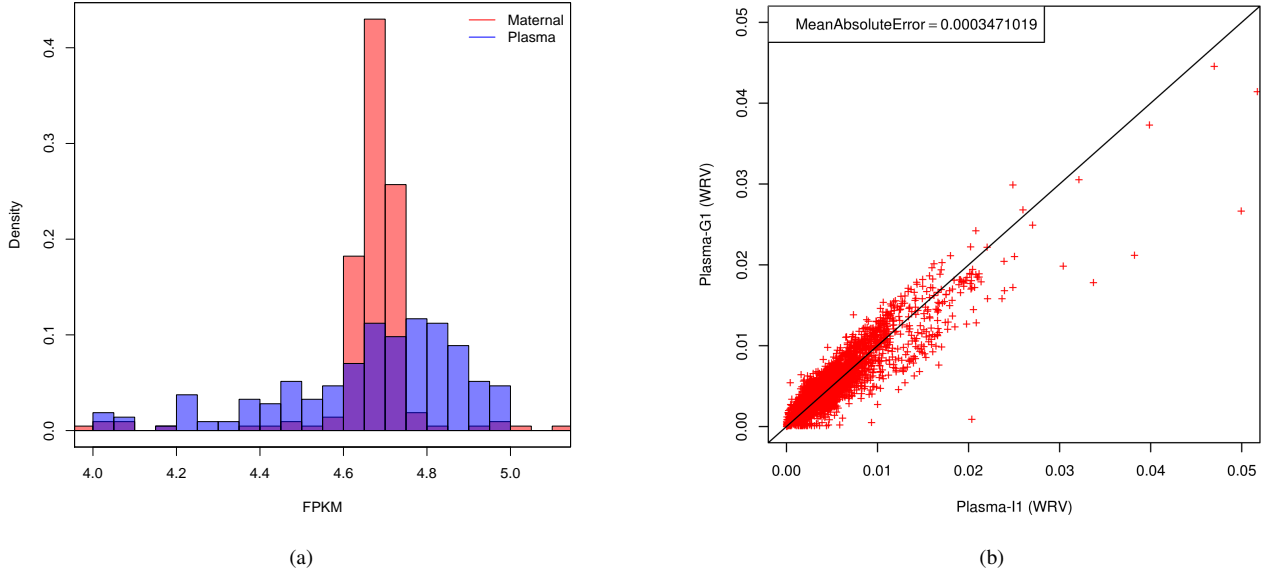 Maternal
Plasma
0.4
0.3
0.2
0.1
0.0
Density
4.0 4.2 4.4 4.6 4.8 5.0
FPKM
(a)
MeanAbsoluteError = 0.0003471019
0.05
0.04
0.03
0.02
0.01
0.00
Plasma-G1 (WRV)
0.00 0.01 0.02 0.03 0.04 0.05
Plasma-I1 (WRV)
(b)